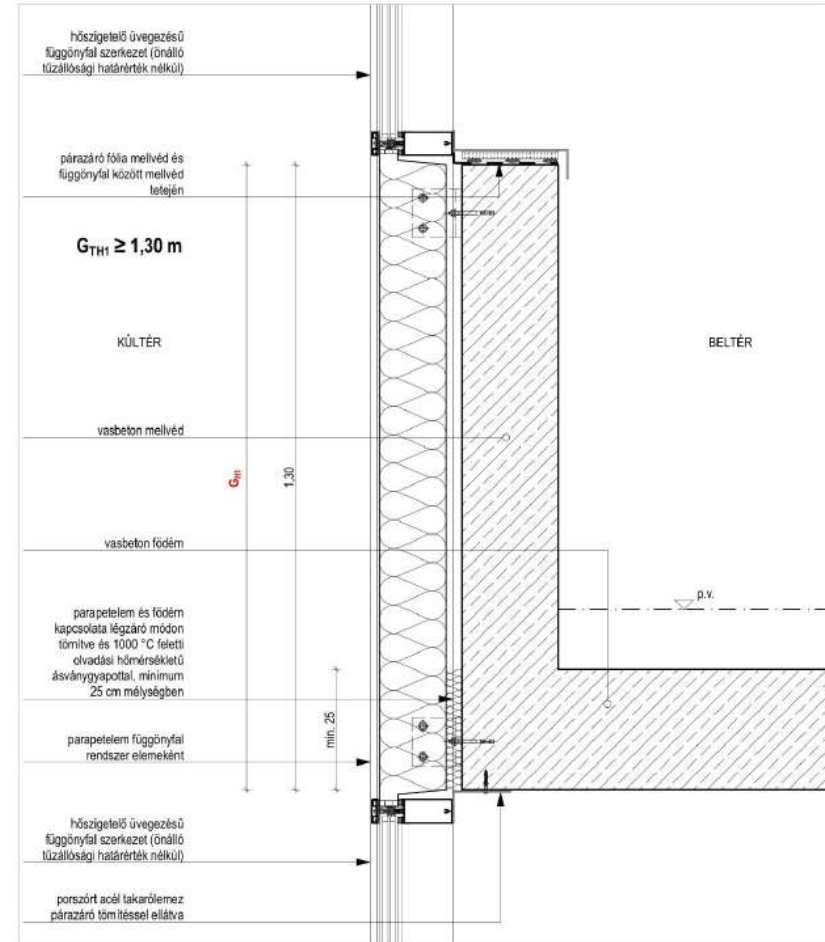 hőszigetelő üvegezésű
függönyfal szerkezet (önálló
tűzállósági határérték nélkül)
párazáró fólia mellvéd és
függönyfal között mellvéd
tetején
GTH1 ≥ 1,30 m
KÜLTÉR
BELTÉR
vasbeton mellvéd
GH1
1,30
vasbeton födém
parapetelem és födém
kapcsolata légzáró módon
tömítve és 1000 °C feletti
olvadási hőmérsékletű
ásványgyapottal, minimum
25 cm mélységben
p.v.
min. 25
parapetelem függönyfal
rendszer elemeként
hőszigetelő üvegezésű
függönyfal szerkezet (önálló
tűzállósági határérték nélkül)
porszórt acél takarólemez
párazáró tömítéssel ellátva